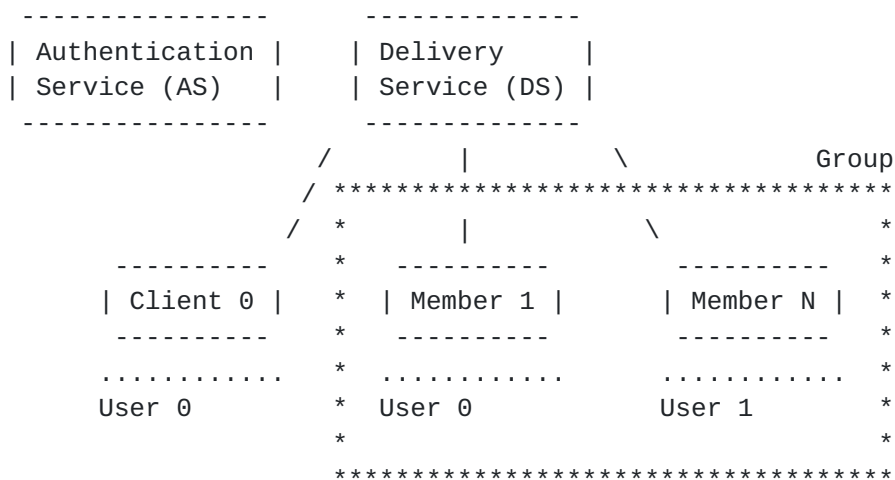 ----------------      --------------
| Authentication |    | Delivery     |
| Service (AS)   |    | Service (DS) |
 ----------------      --------------
                    /        |         \            Group
                   / ************************************
                  /  *       |           \              *
       ----------    *   ----------        ----------   *
      | Client 0 |   *  | Member 1 |      | Member N |  *
       ----------    *   ----------        ----------   *
      ............   *  ............      ............  *
      User 0         *  User 0            User 1        *
                     *                                  *
                     ************************************